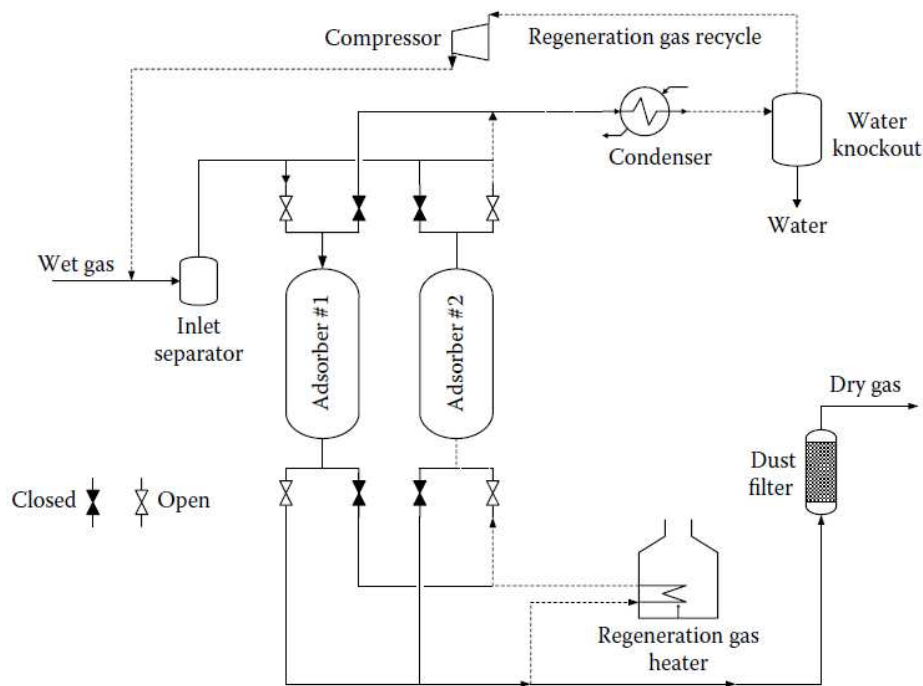 Compressor
Regeneration gas recycle
Condenser
Water
knockout
Water
Wet gas
Inlet
separator
Adsorber #1
Adsorber #2
Dry gas
Dust
filter
Closed
Open
Regeneration gas
heater